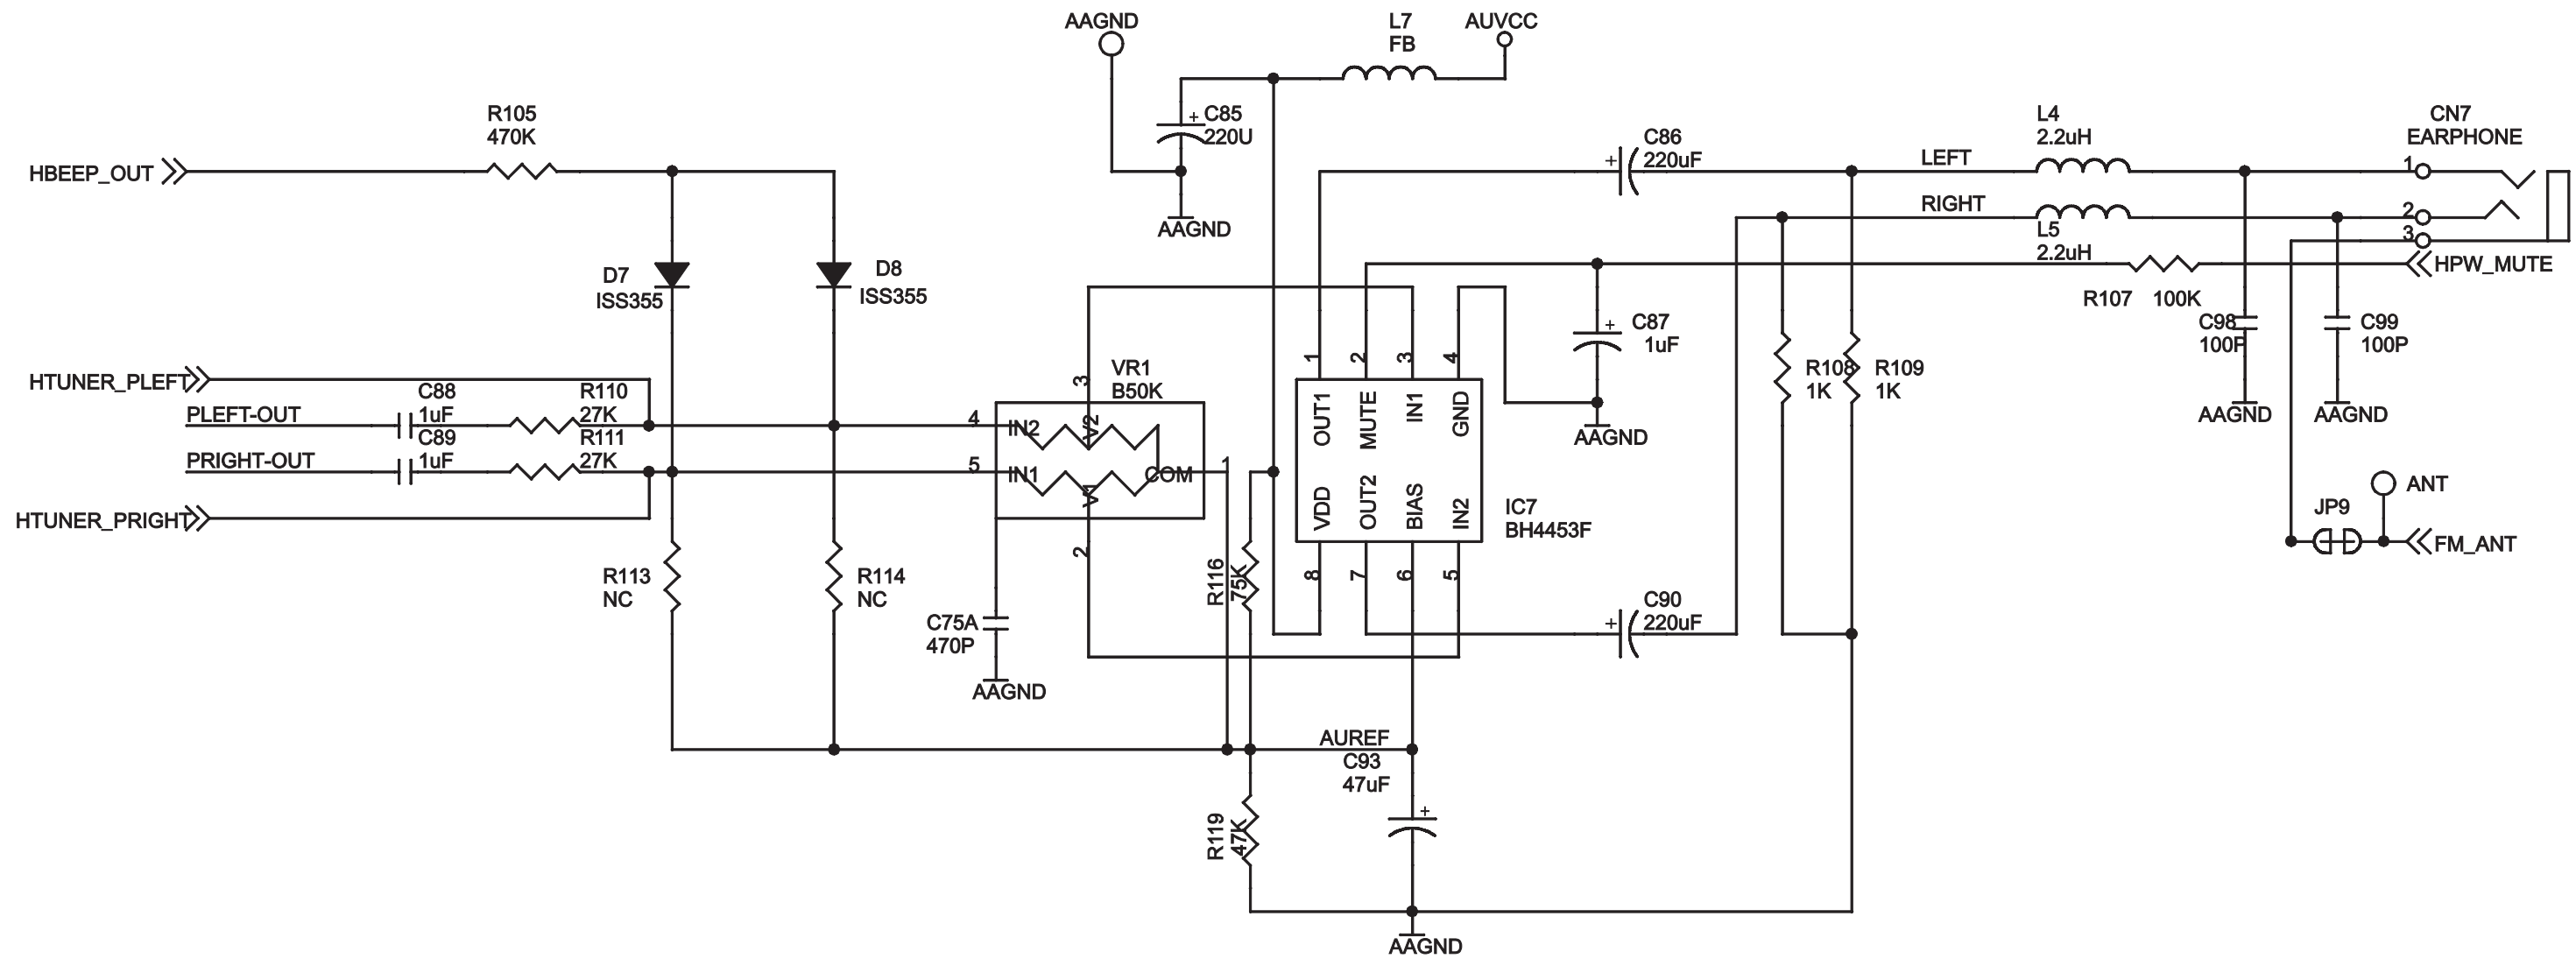 AAGND
L7
FB
AUVCC
C85
220U
AAGND
R105
470K
HBEEP_OUT
D7
ISS355
D8
ISS355
HTUNER_PLEFT
PLEFT-OUT
C88
1uF
R110
27K
C89
1uF
R111
27K
PRIGHT-OUT
HTUNER_PRIGHT
R113
NC
R114
NC
VR1
B50K
3
4
IN2
V2
5
IN1
V1
COM
1
2
C75A
470P
AAGND
R116
75K
1
2
3
4
OUT1
MUTE
IN1
GND
VDD
OUT2
BIAS
IN2
8
7
6
5
IC7
BH4453F
C86
+ 220uF
C87
+ 1uF
AAGND
C90
+ 220uF
AUREF
C93
47uF
+
R119
47K
AAGND
LEFT
RIGHT
L4
2.2uH
L5
2.2uH
R107 100K
R108
1K
R109
1K
CN7
EARPHONE
1
2
3
HPW_MUTE
C98
100P
C99
100P
AAGND
AAGND
ANT
JP9
FM_ANT